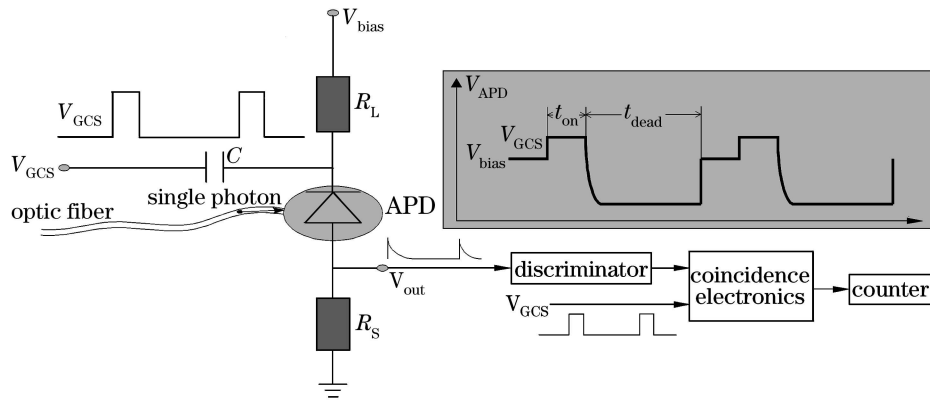 V_bias
R_L
V_GCS
V_GCS
C
single photon
optic fiber
APD
V_out
R_S
V_APD
t_on
t_dead
V_GCS
V_bias
discriminator
coincidence
electronics
counter
V_GCS